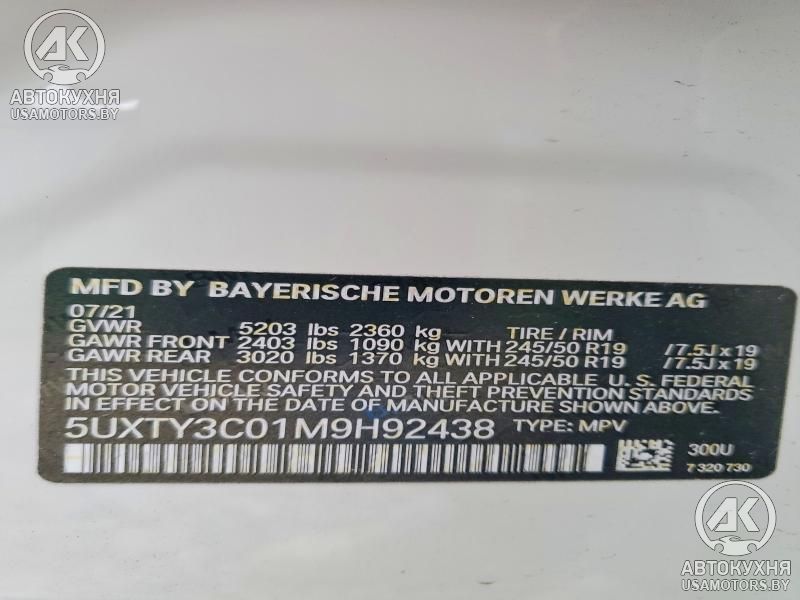 AK
АВТОКУХНЯ
USAMOTORS.BY
MFD BY BAYERISCHE MOTOREN WERKE AG
07/21
GVWR 5203 lbs 2360 kg TIRE / RIM
GAWR FRONT 2403 lbs 1090 kg WITH 245/50 R19 /7.5J x 19
GAWR REAR 3020 lbs 1370 kg WITH 245/50 R19 /7.5J x 19
THIS VEHICLE CONFORMS TO ALL APPLICABLE U. S. FEDERAL
MOTOR VEHICLE SAFETY AND THEFT PREVENTION STANDARDS
IN EFFECT ON THE DATE OF MANUFACTURE SHOWN ABOVE.
5UXTY3C01M9H92438 TYPE: MPV
300U
7 320 730
AK
АВТОКУХНЯ
USAMOTORS.BY